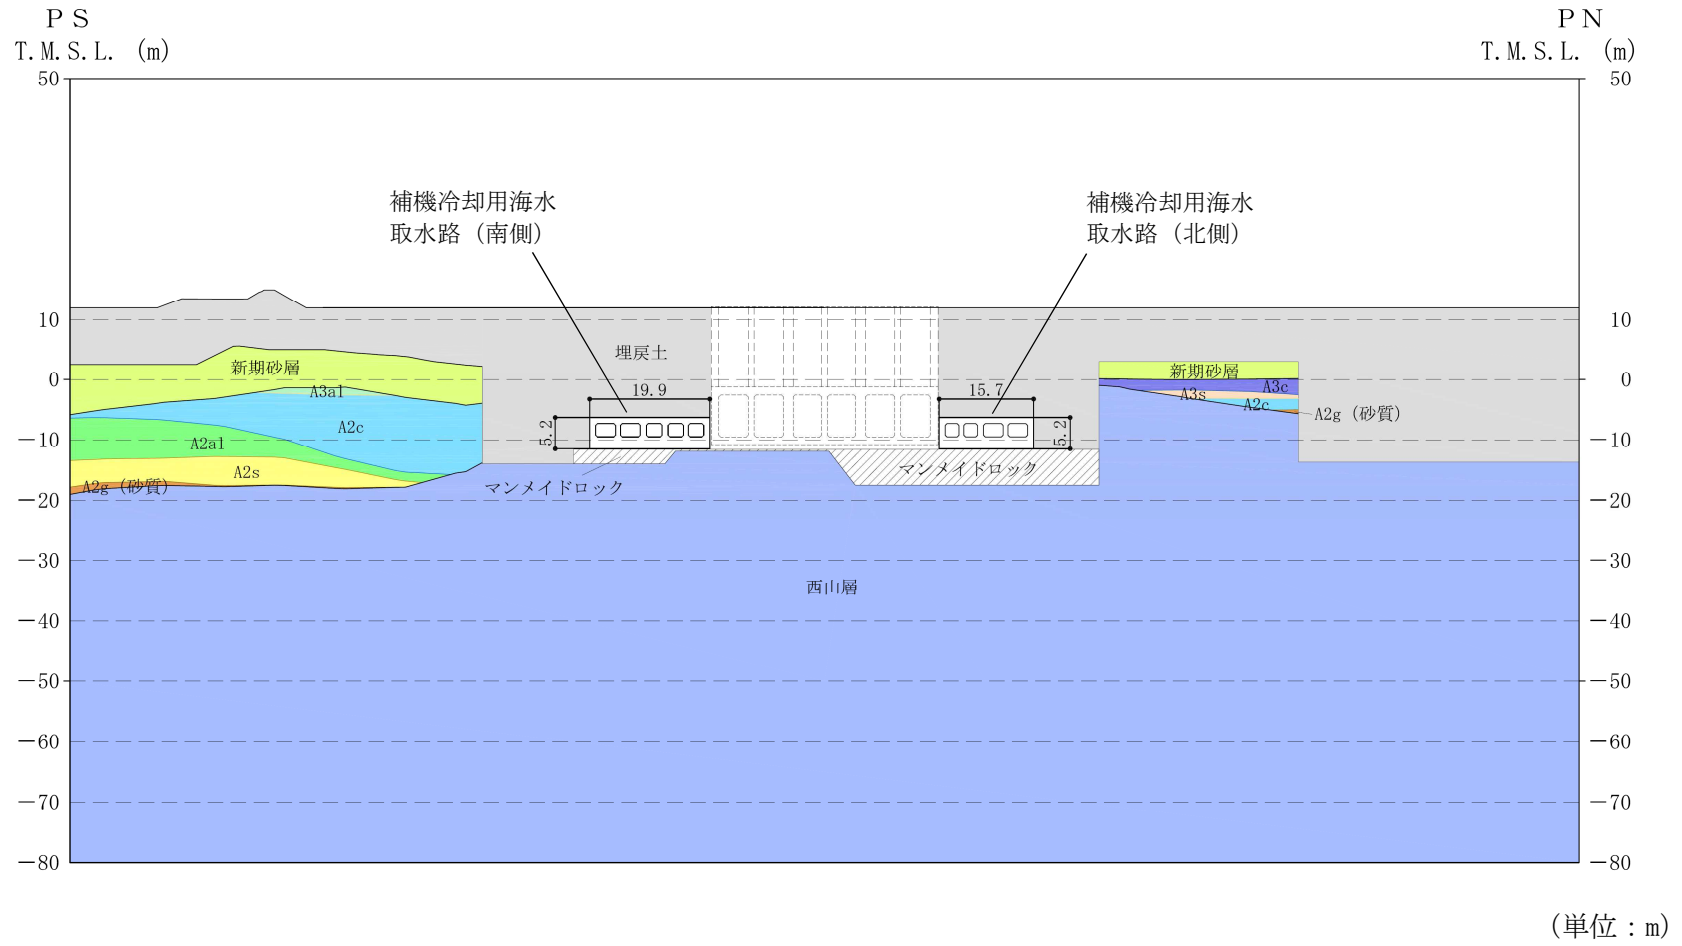 ＰＳ
T.M.S.L. (m)
ＰＮ
T.M.S.L. (m)
50
50
補機冷却用海水
取水路（南側）
補機冷却用海水
取水路（北側）
10
10
埋戻土
新期砂層
新期砂層
0
0
A3al
19.9
15.7
A3c
A3s
A2c
A2g（砂質）
A2c
5.2
5.2
－10
－10
A2al
A2s
マンメイドロック
マンメイドロック
A2g（砂質）
－20
－20
－30
－30
西山層
－40
－40
－50
－50
－60
－60
－70
－70
－80
－80
（単位：m）